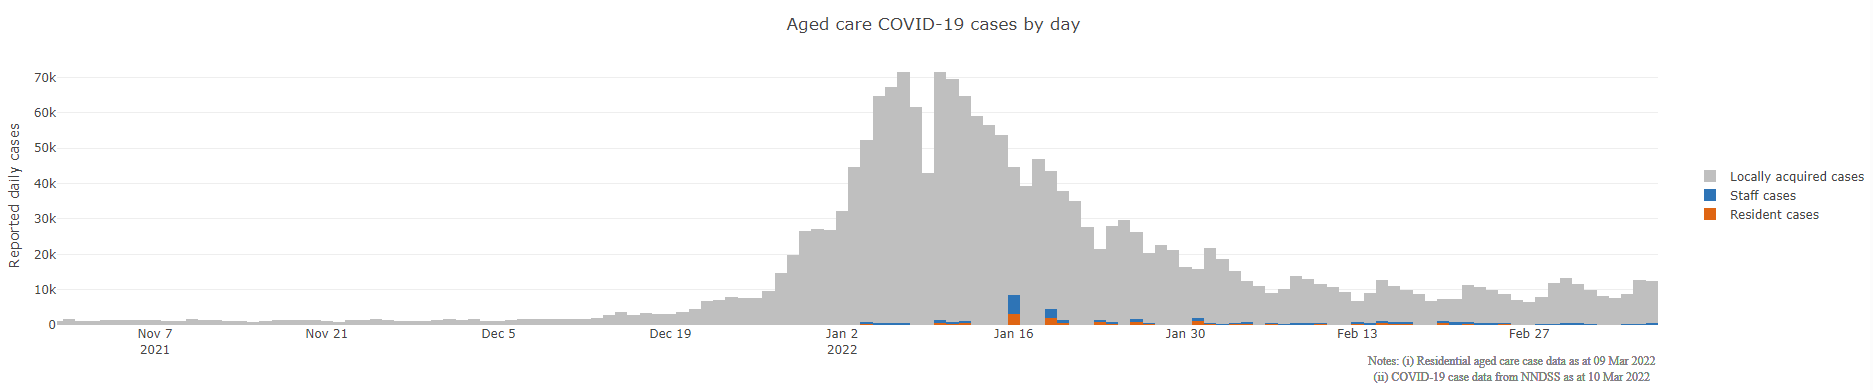 Aged care COVID-19 cases by day
Reported daily cases
70k
60k
50k
40k
30k
20k
10k
0
Nov 7
2021
Nov 21
Dec 5
Dec 19
Jan 2
2022
Jan 16
Jan 30
Feb 13
Feb 27
Locally acquired cases
Staff cases
Resident cases
Notes: (i) Residential aged care case data as at 09 Mar 2022
(ii) COVID-19 case data from NNDSS as at 10 Mar 2022